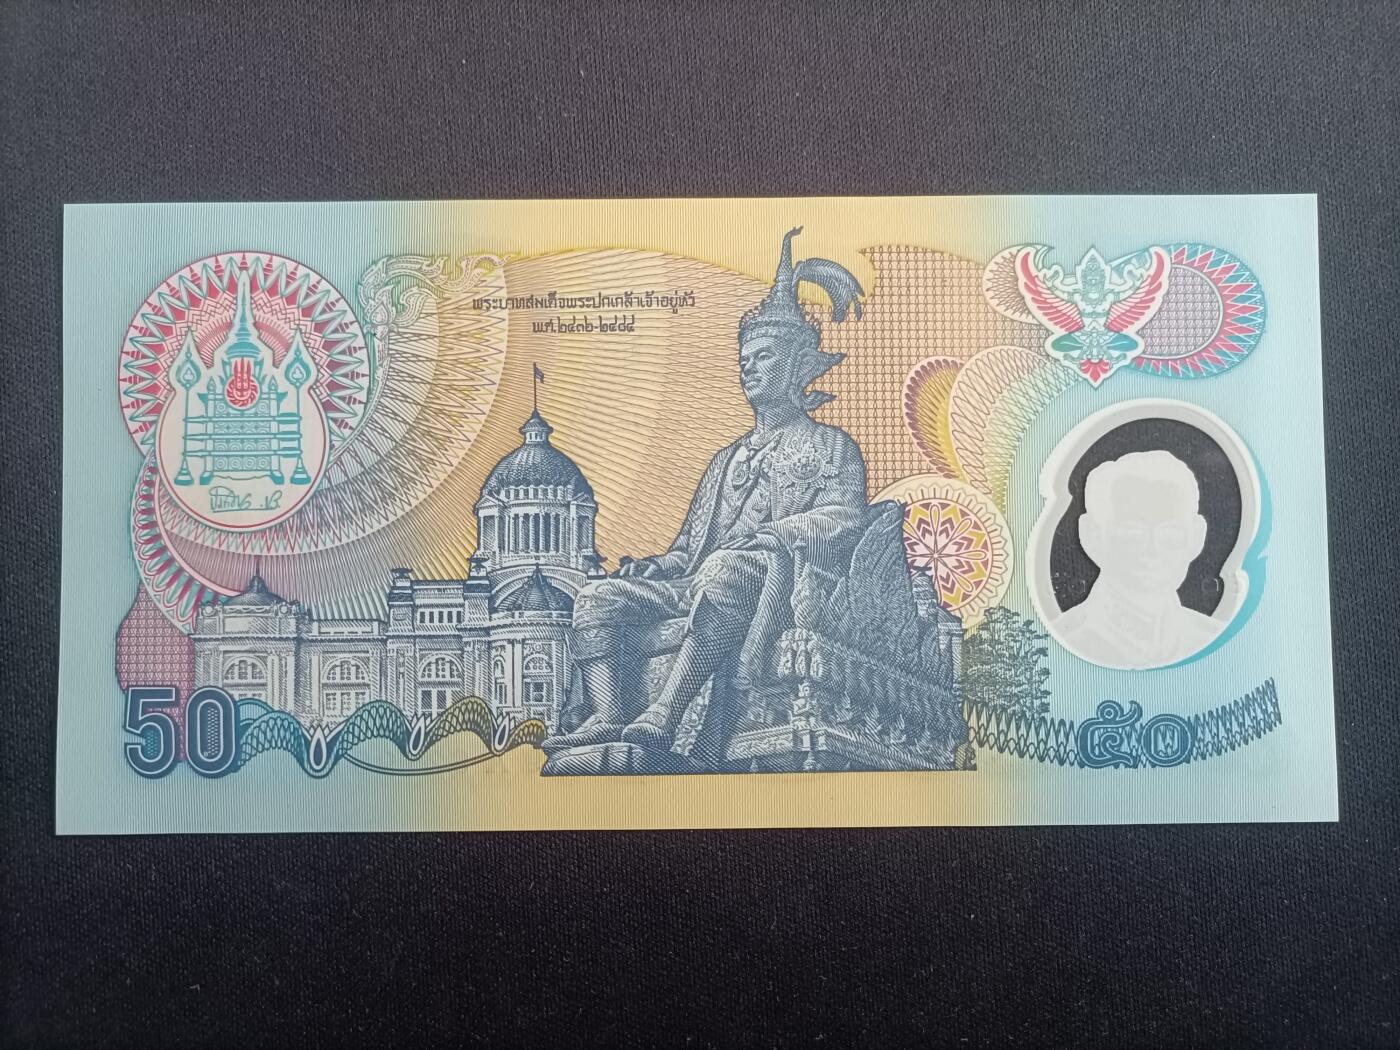 พระบาทสมเด็จพระปกเกล้าเจ้าอยู่หัว
พ.ศ.๒๔๓๖-๒๔๘๔
50
๕๐